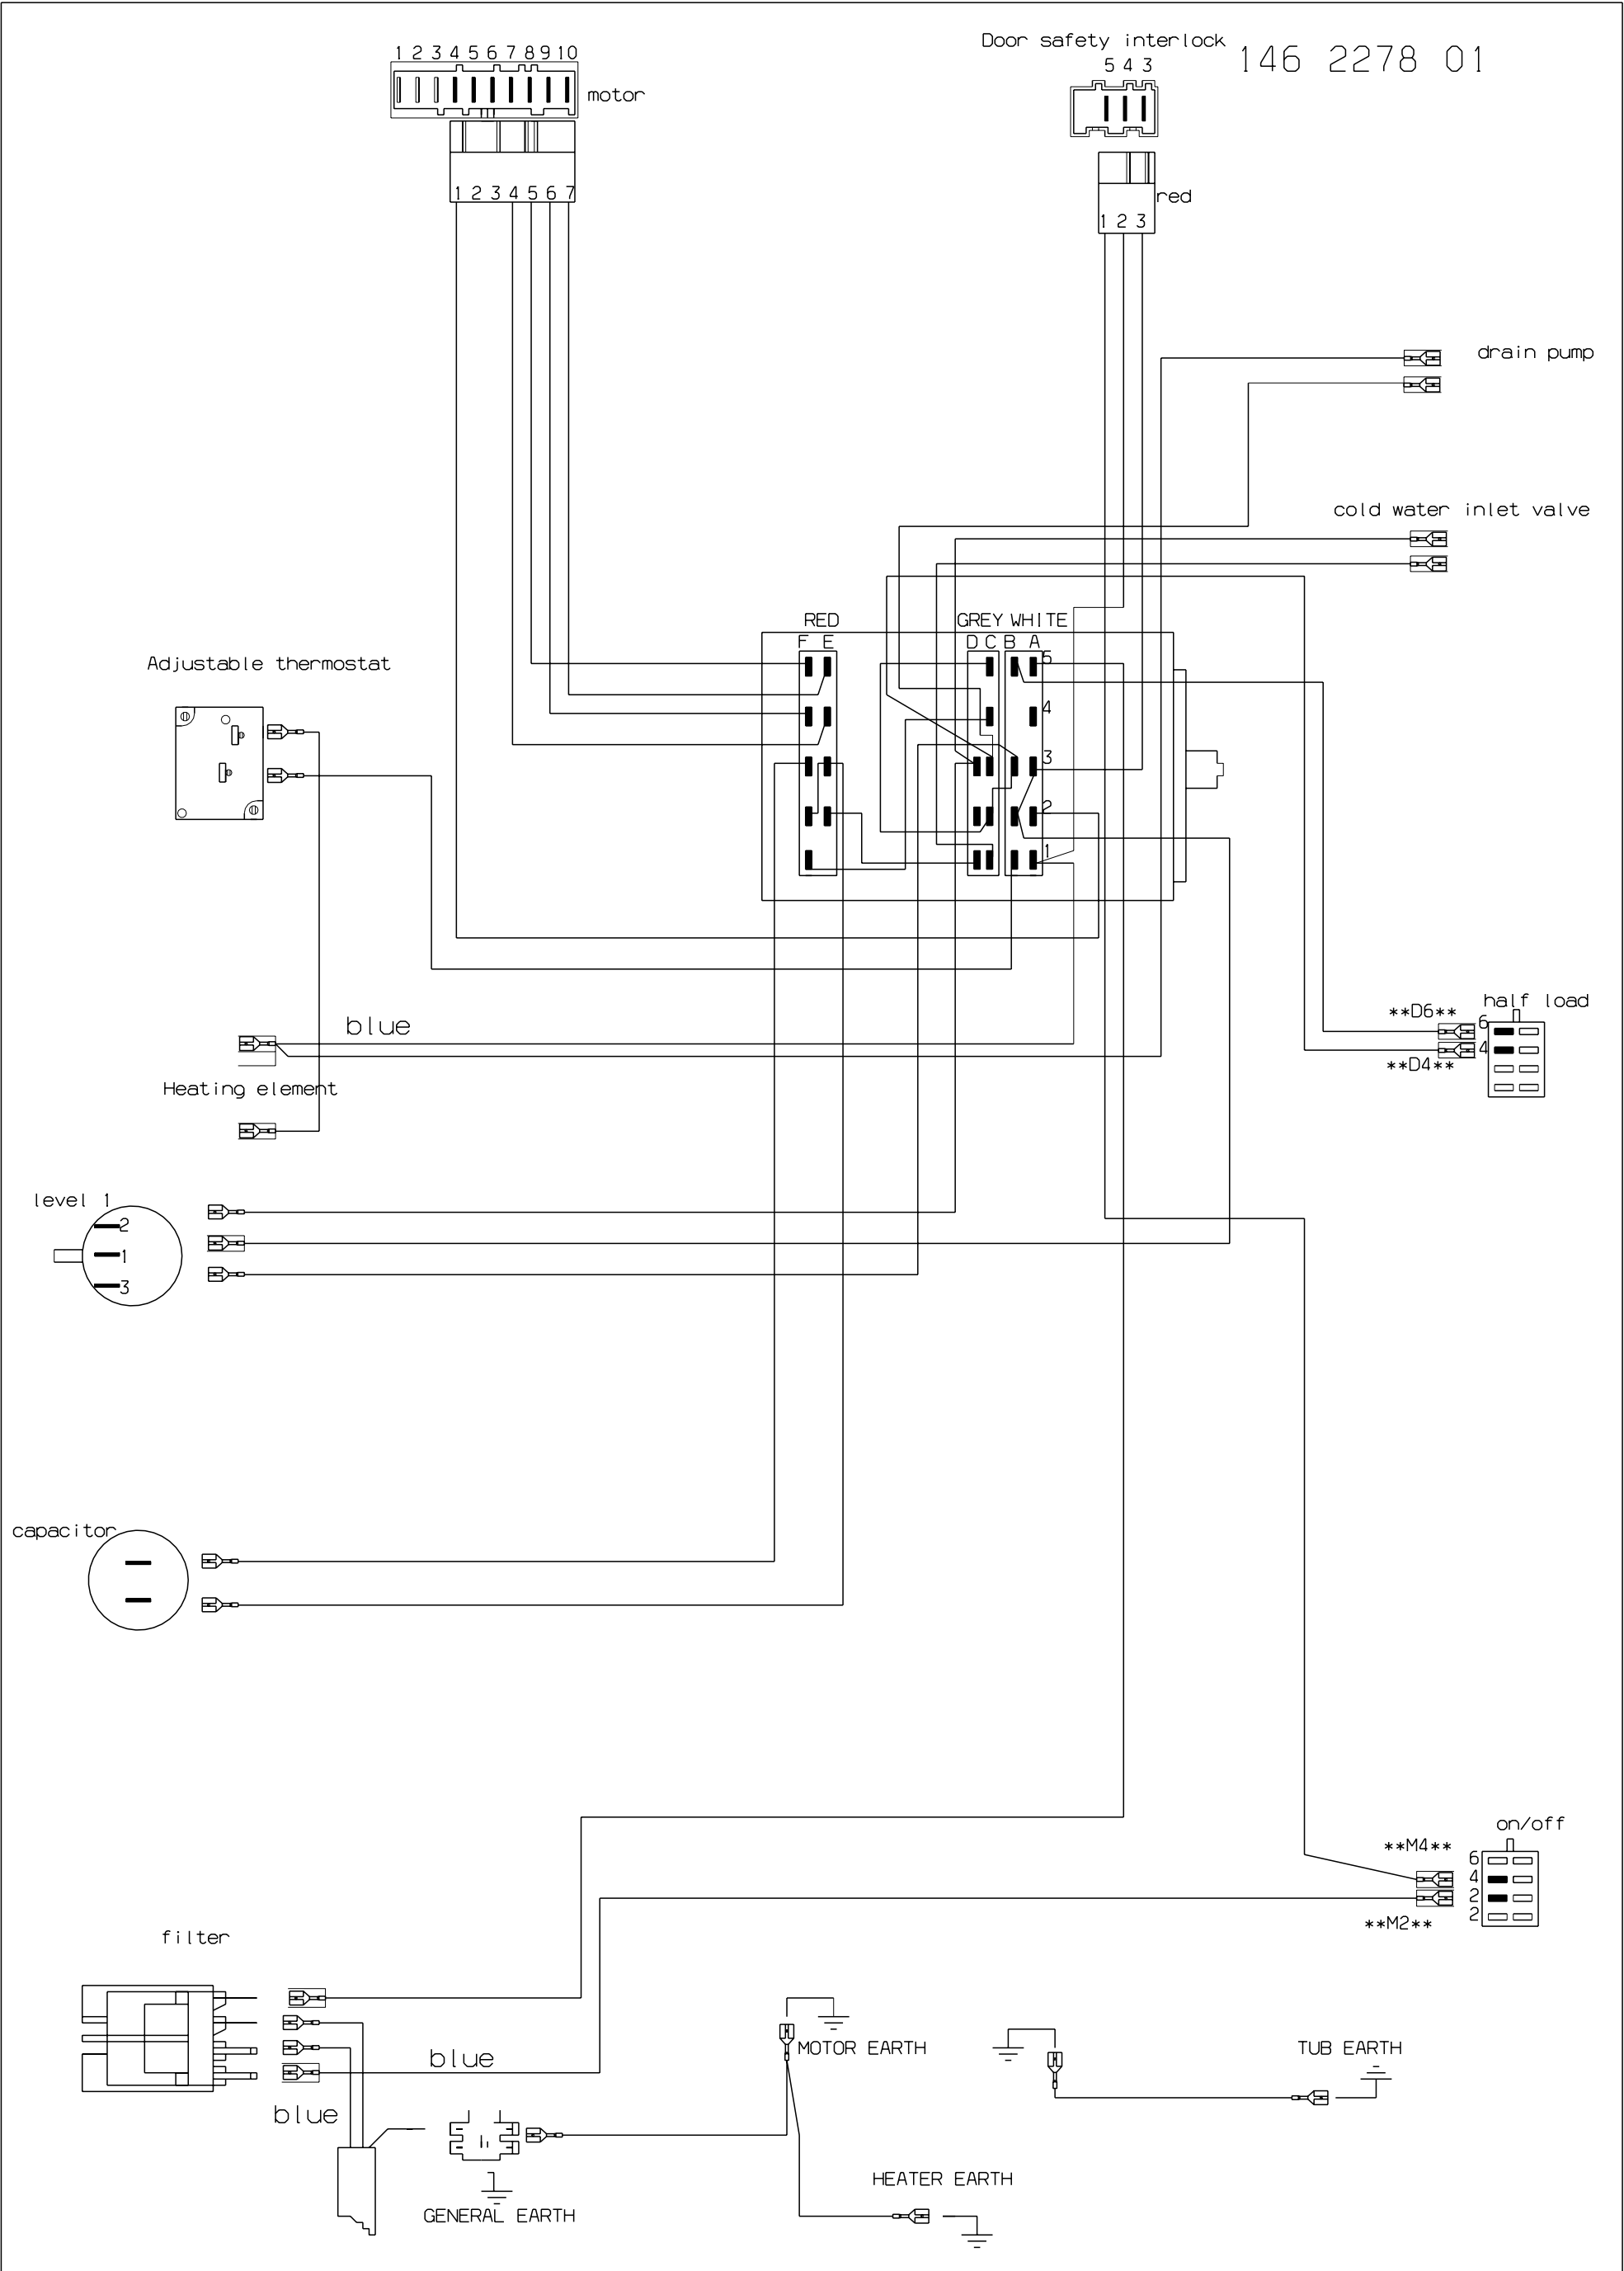 Door safety interlock
146 2278 01
1 2 3 4 5 6 7 8 9 10
5 4 3
motor
1 2 3 4 5 6 7
red
1 2 3
drain pump
cold water inlet valve
RED
GREY WHITE
F E
D C B A
5
4
3
2
1
Adjustable thermostat
half load
**D6**
6
4
**D4**
blue
Heating element
level 1
2
1
3
capacitor
on/off
**M4**
6
4
2
2
**M2**
filter
MOTOR EARTH
TUB EARTH
blue
blue
HEATER EARTH
GENERAL EARTH